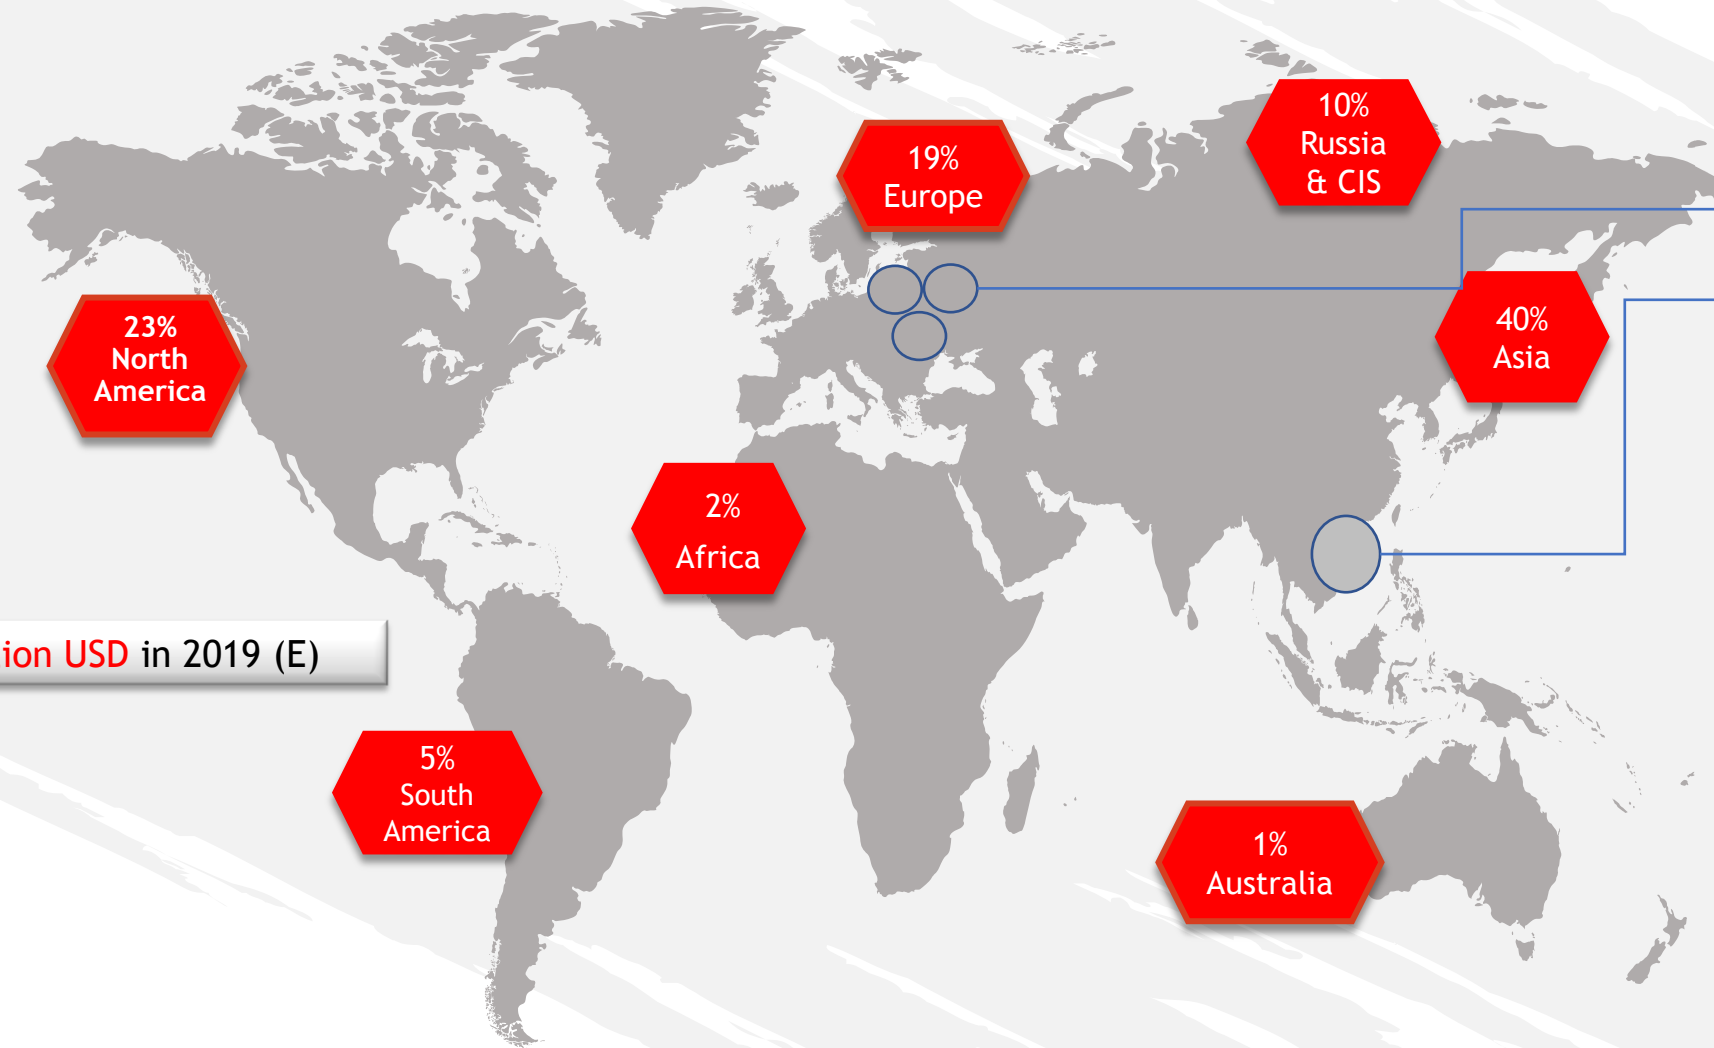 10%
Russia
& CIS
19%
Europe
40%
Asia
23%
North
America
2%
Africa
USD in 2019 (E)
5%
South
America
1%
Australia